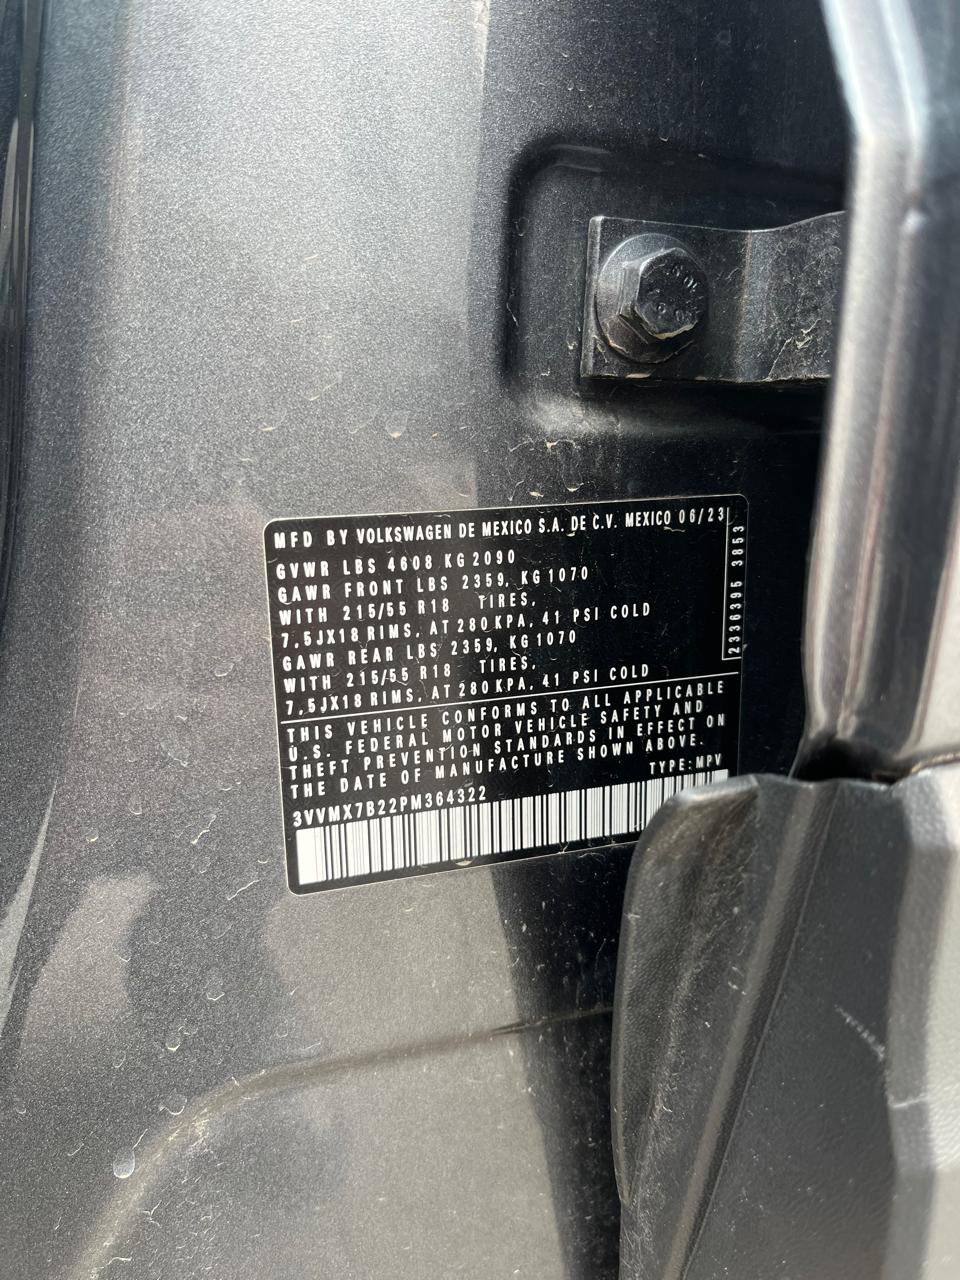 MFD BY VOLKSWAGEN DE MEXICO S.A. DE C.V. MEXICO 06/23
GVWR LBS 4608 KG 2090
GAWR FRONT LBS 2359, KG 1070
WITH 215/55 R18 TIRES,
7,5JX18 RIMS, AT 280 KPA, 41 PSI COLD
GAWR REAR LBS 2359, KG 1070
WITH 215/55 R18 TIRES,
7,5JX18 RIMS, AT 280 KPA, 41 PSI COLD
2336395 3853
THIS VEHICLE CONFORMS TO ALL APPLICABLE
U.S. FEDERAL MOTOR VEHICLE SAFETY AND
THEFT PREVENTION STANDARDS IN EFFECT ON
THE DATE OF MANUFACTURE SHOWN ABOVE.
TYPE: MPV
3VVMX7B22PM364322